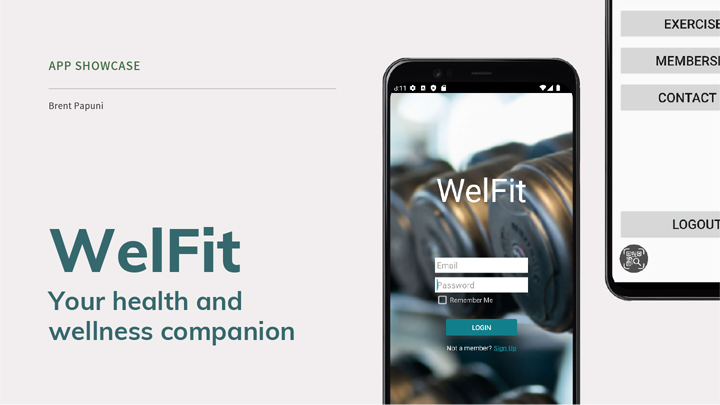 APP SHOWCASE
Brent Papuni
WelFit
Your health and
wellness companion
8:11
WelFit
Email
Password
Remember Me
LOGIN
Not a member? Sign Up
EXERCISE
MEMBERS
CONTACT
LOGOUT